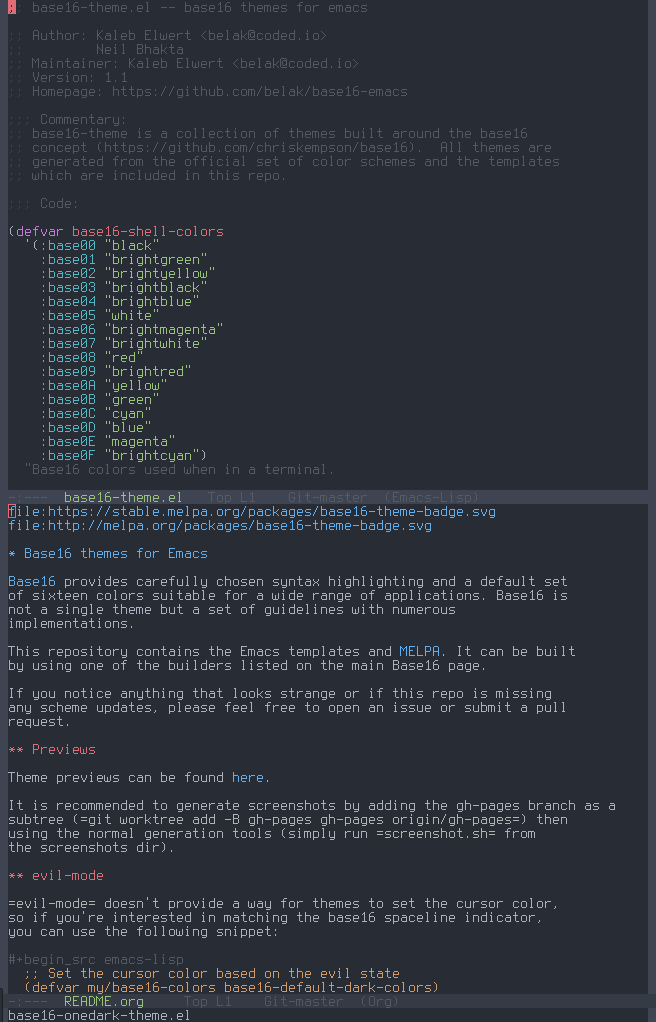 ;; base16-theme.el -- base16 themes for emacs
;; Author: Kaleb Elwert <belak@coded.io>
;;         Neil Bhakta
;; Maintainer: Kaleb Elwert <belak@coded.io>
;; Version: 1.1
;; Homepage: https://github.com/belak/base16-emacs
;;; Commentary:
;; base16-theme is a collection of themes built around the base16
;; concept (https://github.com/chriskempson/base16).  All themes are
;; generated from the official set of color schemes and the templates
;; which are included in this repo.
;;; Code:
(defvar base16-shell-colors
  '(:base00 "black"
    :base01 "brightgreen"
    :base02 "brightyellow"
    :base03 "brightblack"
    :base04 "brightblue"
    :base05 "white"
    :base06 "brightmagenta"
    :base07 "brightwhite"
    :base08 "red"
    :base09 "brightred"
    :base0A "yellow"
    :base0B "green"
    :base0C "cyan"
    :base0D "blue"
    :base0E "magenta"
    :base0F "brightcyan")
  "Base16 colors used when in a terminal.
-:---  base16-theme.el   Top L1    Git-master  (Emacs-Lisp)
file:https://stable.melpa.org/packages/base16-theme-badge.svg
file:http://melpa.org/packages/base16-theme-badge.svg
* Base16 themes for Emacs
Base16 provides carefully chosen syntax highlighting and a default set
of sixteen colors suitable for a wide range of applications. Base16 is
not a single theme but a set of guidelines with numerous
implementations.
This repository contains the Emacs templates and MELPA. It can be built
by using one of the builders listed on the main Base16 page.
If you notice anything that looks strange or if this repo is missing
any scheme updates, please feel free to open an issue or submit a pull
request.
** Previews
Theme previews can be found here.
It is recommended to generate screenshots by adding the gh-pages branch as a
subtree (=git worktree add -B gh-pages gh-pages origin/gh-pages=) then
using the normal generation tools (simply run =screenshot.sh= from
the screenshots dir).
** evil-mode
=evil-mode= doesn't provide a way for themes to set the cursor color,
so if you're interested in matching the base16 spaceline indicator,
you can use the following snippet:
#+begin_src emacs-lisp
  ;; Set the cursor color based on the evil state
  (defvar my/base16-colors base16-default-dark-colors)
-:---  README.org     Top L1    Git-master  (Org)
base16-onedark-theme.el